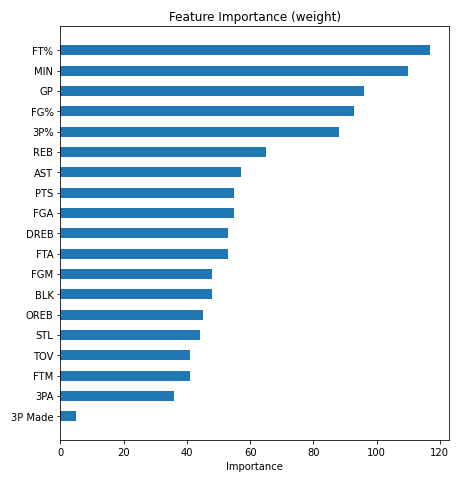 Feature Importance (weight)
FT%
MIN
GP
FG%
3P%
REB
AST
PTS
FGA
DREB
FTA
FGM
BLK
OREB
STL
TOV
FTM
3PA
3P Made
0 20 40 60 80 100 120
Importance